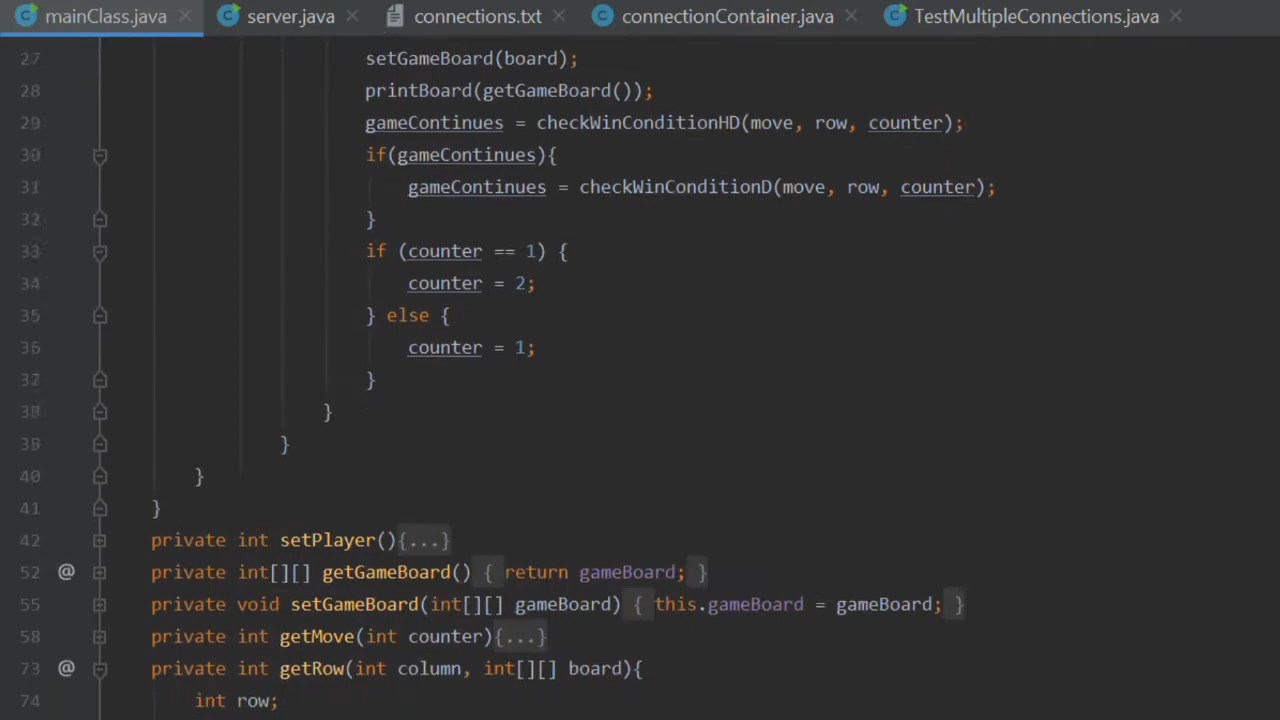 mainClass.java server.java connections.txt connectionContainer.java TestMultipleConnections.java
27 setGameBoard(board);
28 printBoard(getGameBoard());
29 gameContinues = checkWinConditionHD(move, row, counter);
30 if(gameContinues){
31 gameContinues = checkWinConditionD(move, row, counter);
32 }
33 if (counter == 1) {
34 counter = 2;
35 } else {
36 counter = 1;
37 }
38 }
39 }
40 }
41 }
42 private int setPlayer(){...}
52 @ private int[][] getGameBoard() { return gameBoard; }
55 private void setGameBoard(int[][] gameBoard) { this.gameBoard = gameBoard; }
58 private int getMove(int counter){...}
73 @ private int getRow(int column, int[][] board){
74 int row;